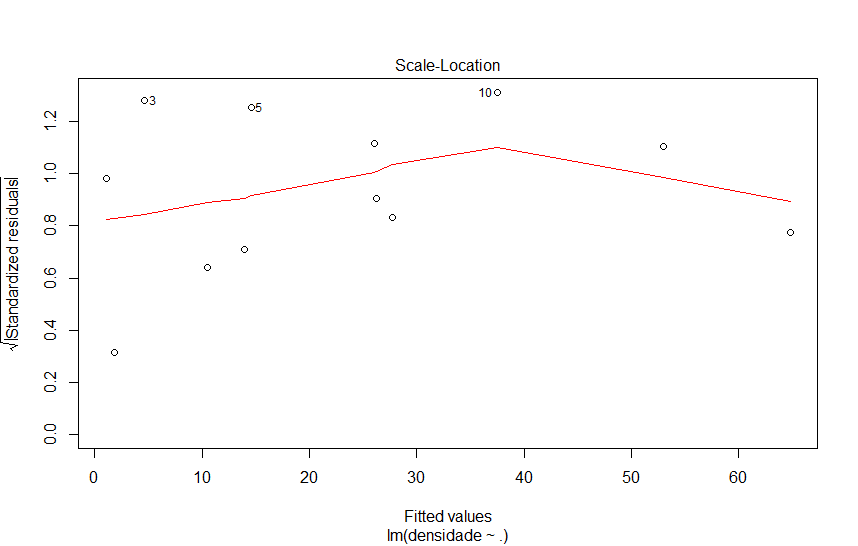 Scale-Location
√|Standardized residuals|
1.2
1.0
0.8
0.6
0.4
0.2
0.0
3
5
10
0 10 20 30 40 50 60
Fitted values
lm(densidade ~ .)